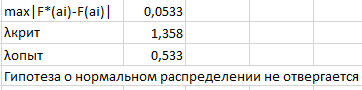 max|F*(ai)-F(ai)| 0,0533
λкрит 1,358
λопыт 0,533
Гипотеза о нормальном распределении не отвергается